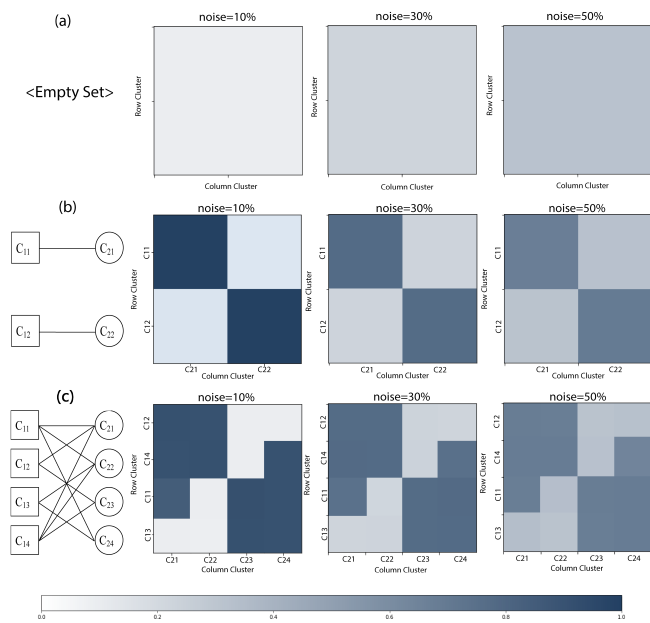 (a)
noise=10%
noise=30%
noise=50%
<Empty Set>
Row Cluster
Row Cluster
Row Cluster
Column Cluster
Column Cluster
Column Cluster
(b)
noise=10%
noise=30%
noise=50%
C11
C21
C12
C22
Row Cluster
C11
C12
C21
C22
Column Cluster
Row Cluster
C11
C12
C21
C22
Column Cluster
Row Cluster
C11
C12
C21
C22
Column Cluster
(c)
noise=10%
noise=30%
noise=50%
C11
C21
C12
C22
C13
C23
C14
C24
Row Cluster
C12
C14
C11
C13
C21
C22
C23
C24
Column Cluster
Row Cluster
C12
C14
C11
C13
C21
C22
C23
C24
Column Cluster
Row Cluster
C12
C14
C11
C13
C21
C22
C23
C24
Column Cluster
0.0
0.2
0.4
0.6
0.8
1.0